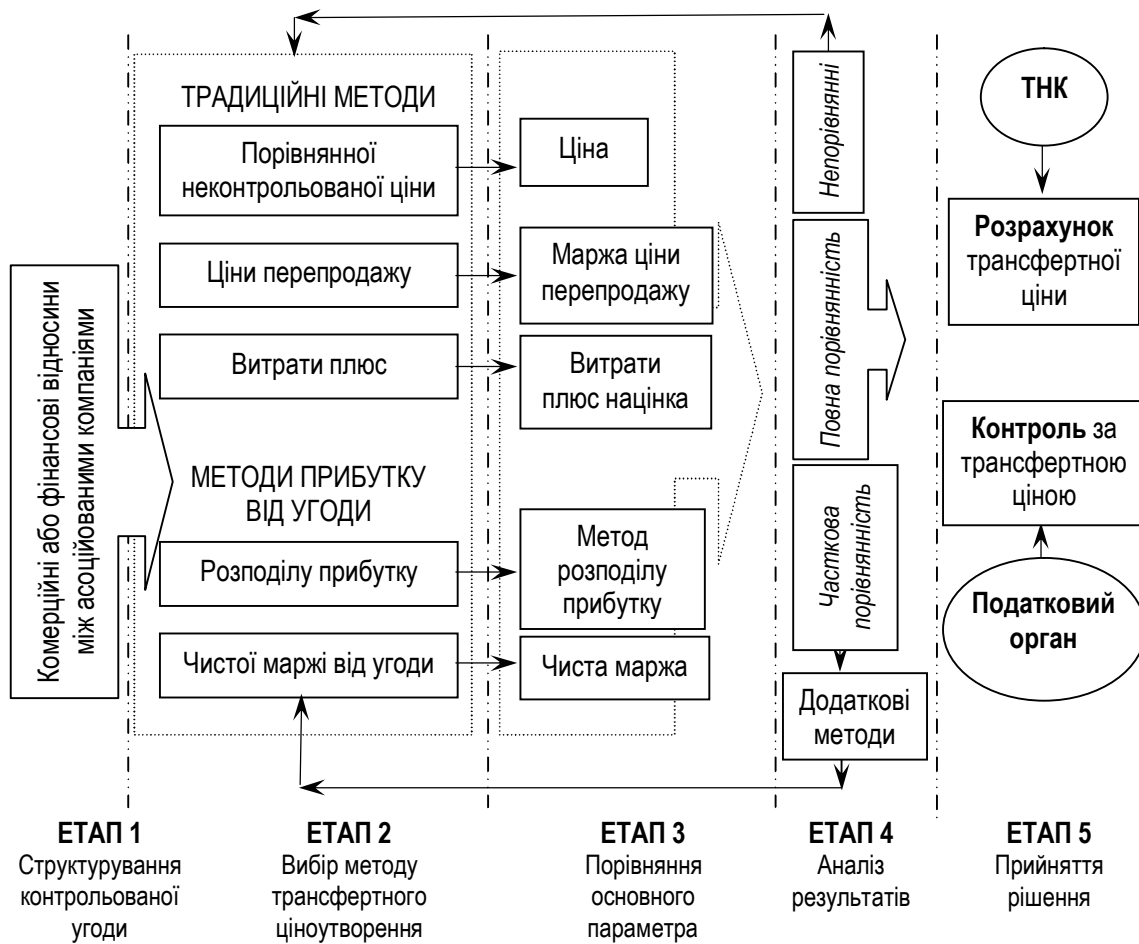 Комерційні або фінансові відносини
між асоційованими компаніями
ТРАДИЦІЙНІ МЕТОДИ
Порівнянної
неконтрольованої ціни
Ціни перепродажу
Витрати плюс
МЕТОДИ ПРИБУТКУ
ВІД УГОДИ
Розподілу прибутку
Чистої маржі від угоди
Ціна
Маржа ціни
перепродажу
Витрати
плюс націнка
Метод
розподілу
прибутку
Чиста маржа
Непорівнянні
Повна порівнянність
Часткова
порівнянність
Додаткові
методи
ТНК
Розрахунок
трансфертної
ціни
Контроль за
трансфертною
ціною
Податковий
орган
ЕТАП 1
Структурування
контрольованої
угоди
ЕТАП 2
Вибір методу
трансфертного
ціноутворення
ЕТАП 3
Порівняння
основного
параметра
ЕТАП 4
Аналіз
результатів
ЕТАП 5
Прийняття
рішення